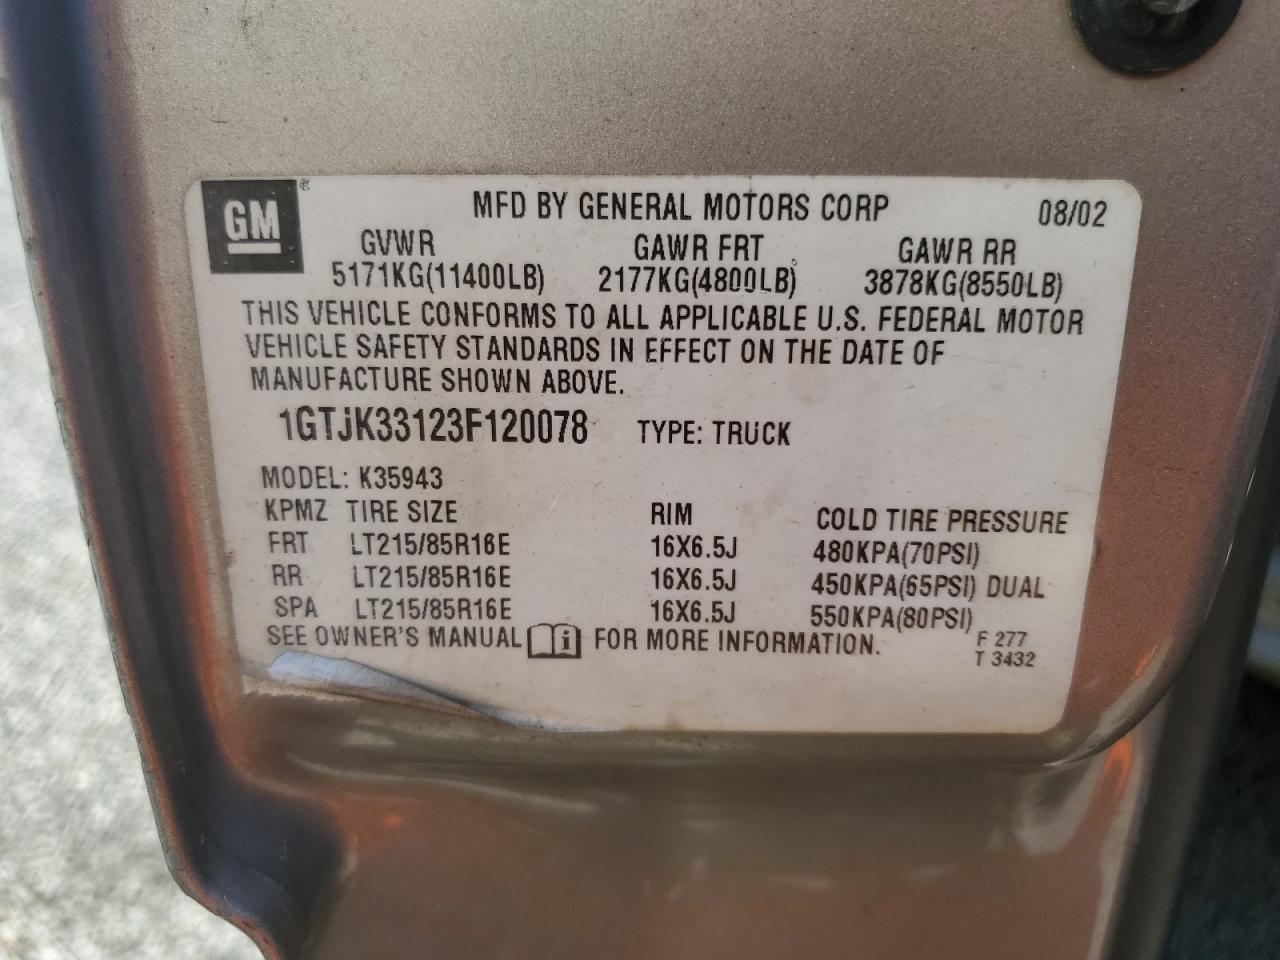 GM®
MFD BY GENERAL MOTORS CORP 08/02
GVWR GAWR FRT GAWR RR
5171KG(11400LB) 2177KG(4800LB) 3878KG(8550LB)
THIS VEHICLE CONFORMS TO ALL APPLICABLE U.S. FEDERAL MOTOR
VEHICLE SAFETY STANDARDS IN EFFECT ON THE DATE OF
MANUFACTURE SHOWN ABOVE.
1GTJK33123F120078 TYPE: TRUCK
MODEL: K35943
KPMZ TIRE SIZE RIM COLD TIRE PRESSURE
FRT LT215/85R16E 16X6.5J 480KPA(70PSI)
RR LT215/85R16E 16X6.5J 450KPA(65PSI) DUAL
SPA LT215/85R16E 16X6.5J 550KPA(80PSI)
SEE OWNER'S MANUAL i FOR MORE INFORMATION.
F 277
T 3432